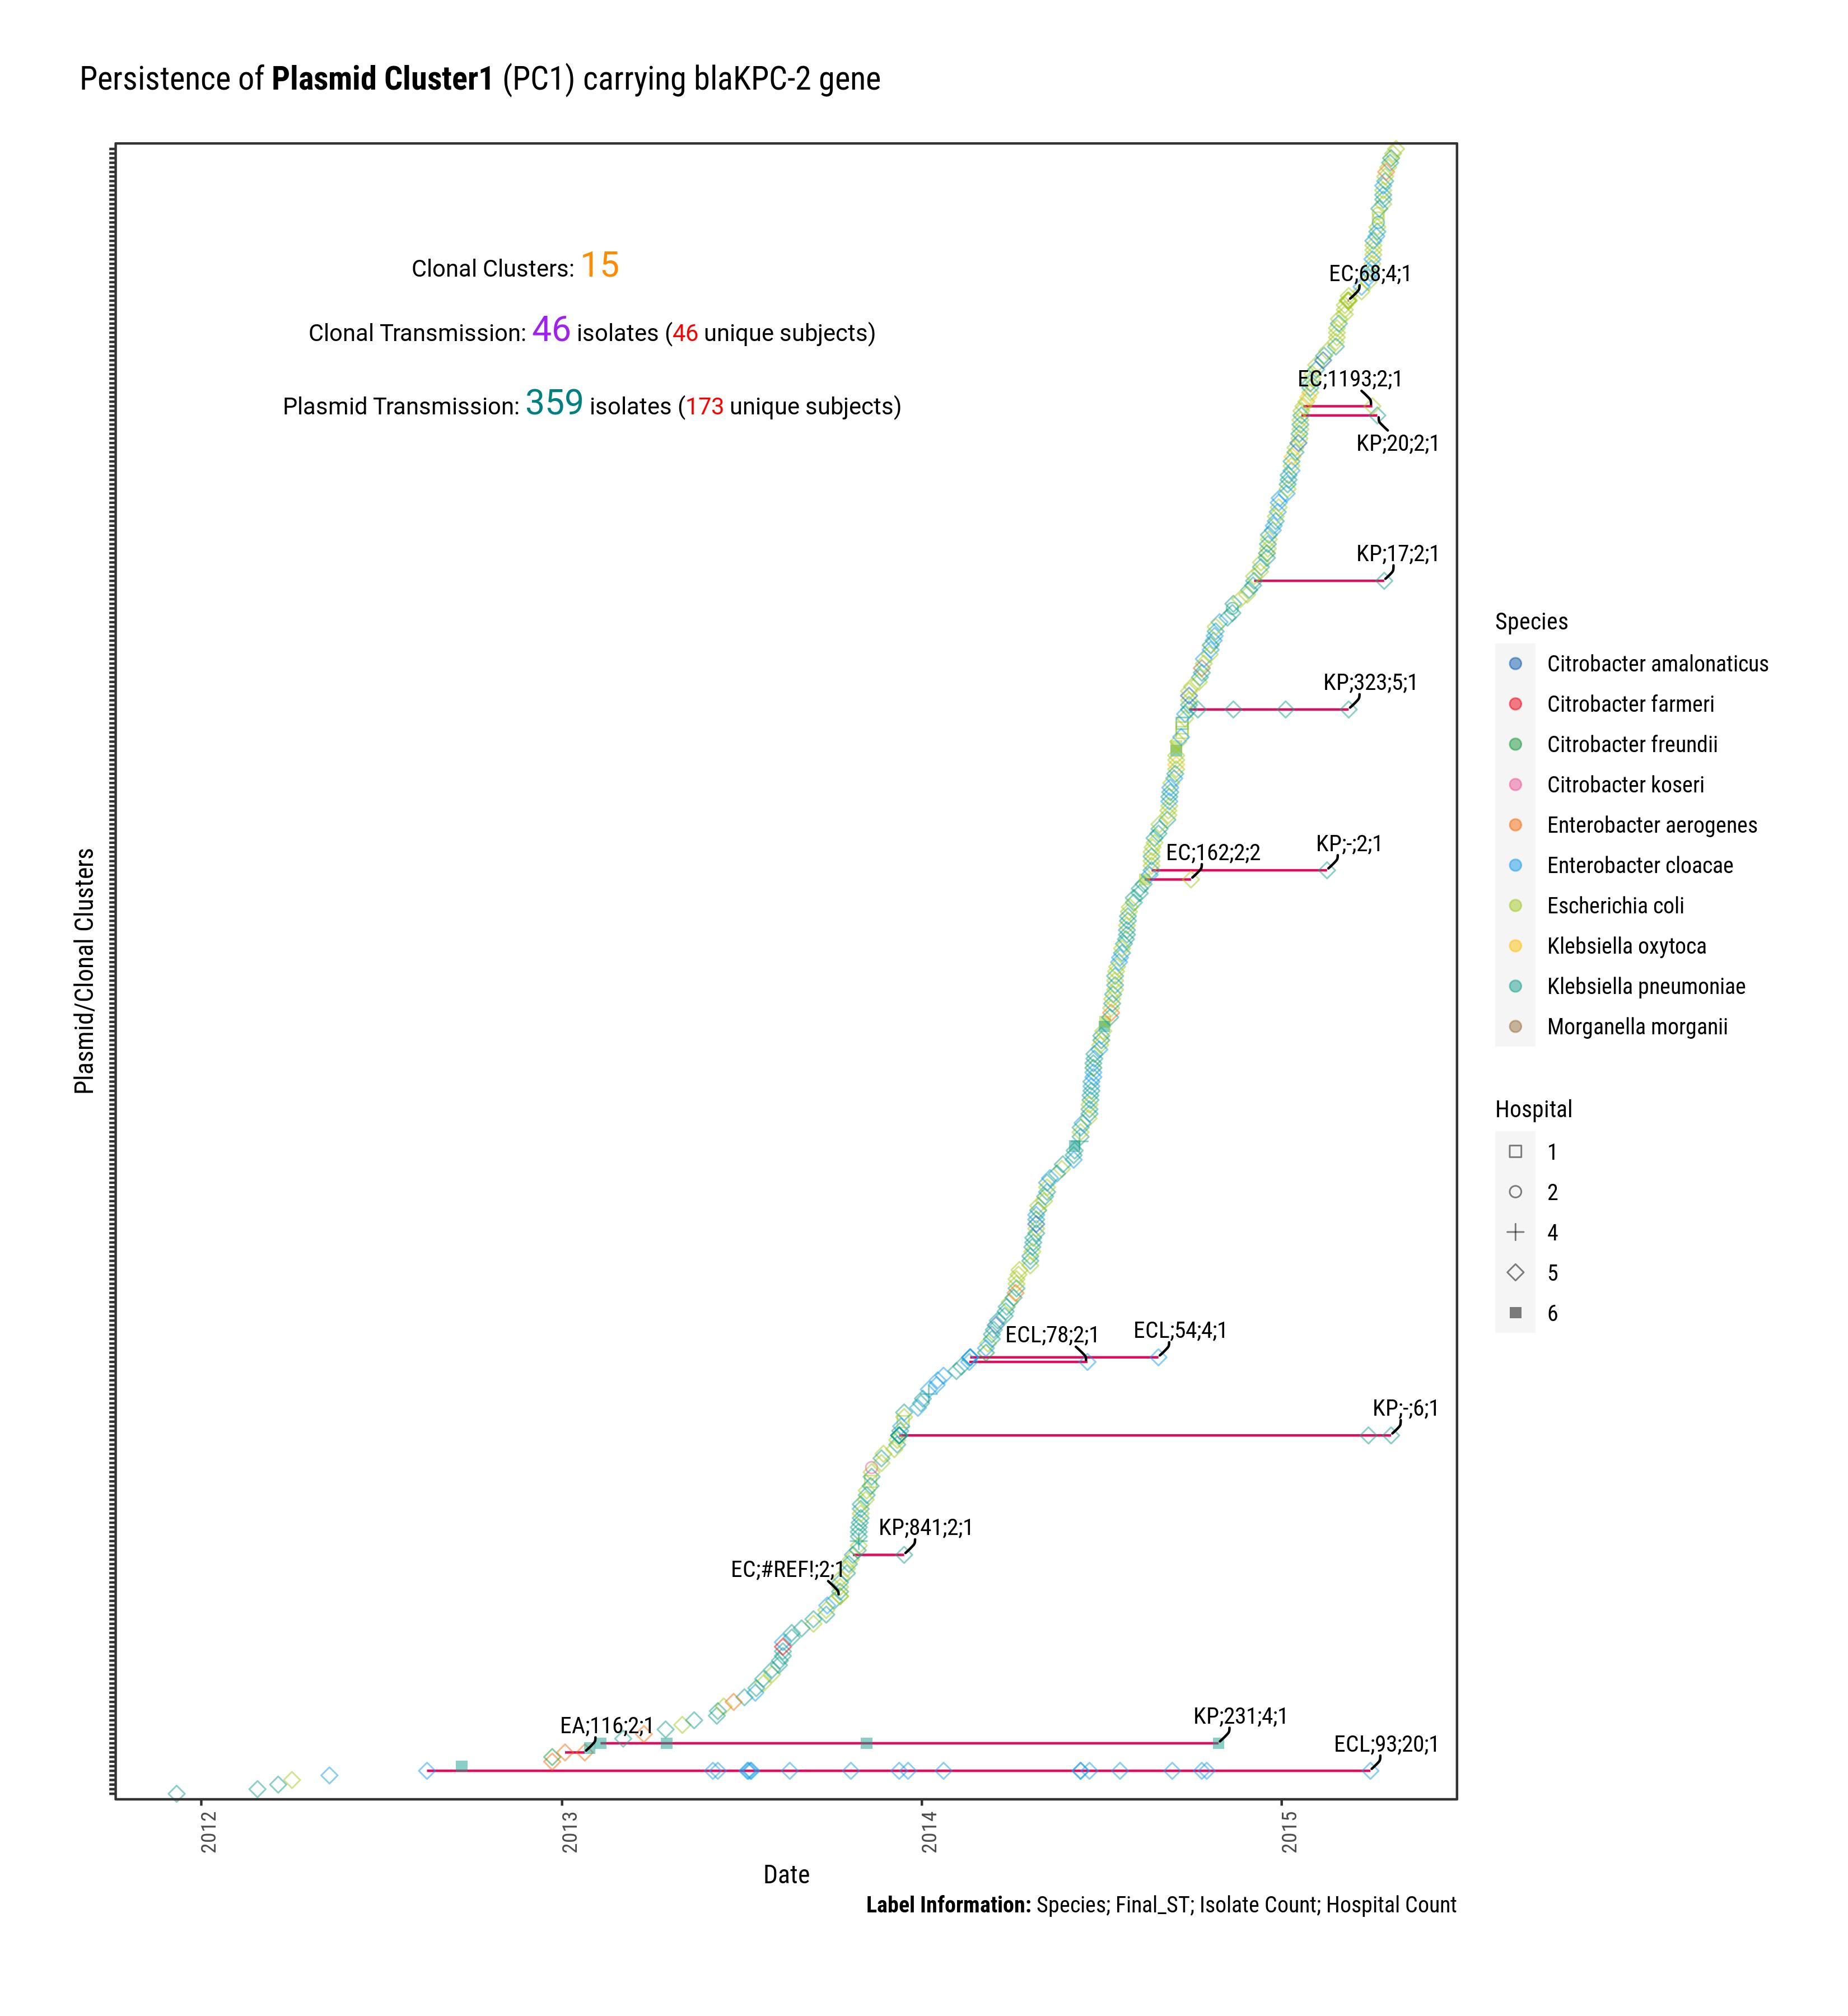 Persistence of Plasmid Cluster1 (PC1) carrying blaKPC-2 gene
Clonal Clusters: 15
Clonal Transmission: 46 isolates (46 unique subjects)
Plasmid Transmission: 359 isolates (173 unique subjects)
EC;68;4;1
EC;1193;2;1
KP;20;2;1
KP;17;2;1
KP;323;5;1
KP;-;2;1
EC;162;2;2
ECL;54;4;1
ECL;78;2;1
KP;-;6;1
KP;841;2;1
EC;#REF!;2;1
KP;231;4;1
EA;116;2;1
ECL;93;20;1
Plasmid/Clonal Clusters
2012
2013
2014
2015
Date
Label Information: Species; Final_ST; Isolate Count; Hospital Count
Species
Citrobacter amalonaticus
Citrobacter farmeri
Citrobacter freundii
Citrobacter koseri
Enterobacter aerogenes
Enterobacter cloacae
Escherichia coli
Klebsiella oxytoca
Klebsiella pneumoniae
Morganella morganii
Hospital
1
2
4
5
6